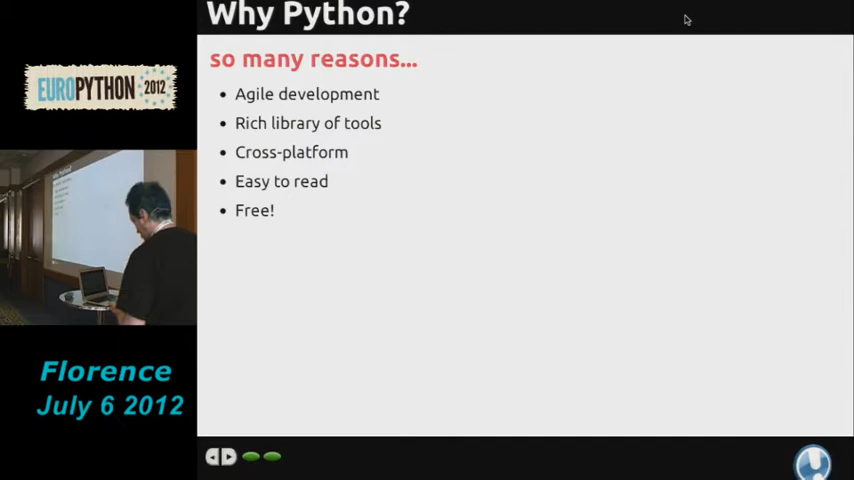 Why Python?
so many reasons...
• Agile development
• Rich library of tools
• Cross-platform
• Easy to read
• Free!
EUROPYTHON 2012
Florence
July 6 2012